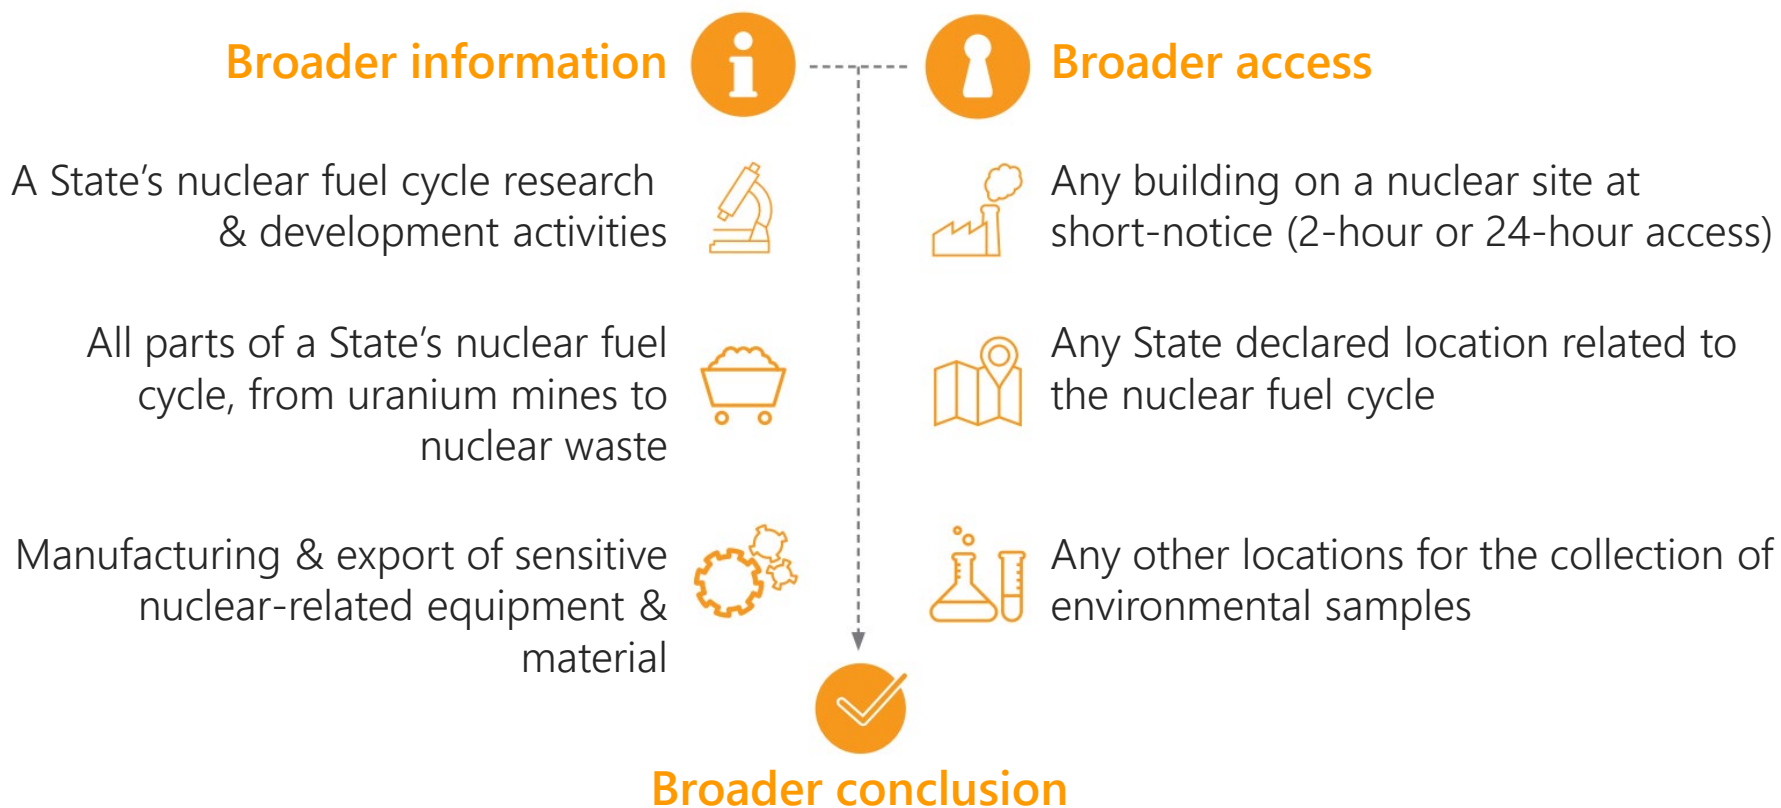 Broader information
A State’s nuclear fuel cycle research
& development activities
All parts of a State’s nuclear fuel
cycle, from uranium mines to
nuclear waste
Manufacturing & export of sensitive
nuclear-related equipment &
material
Broader access
Any building on a nuclear site at
short-notice (2-hour or 24-hour access)
Any State declared location related to
the nuclear fuel cycle
Any other locations for the collection of
environmental samples
Broader conclusion